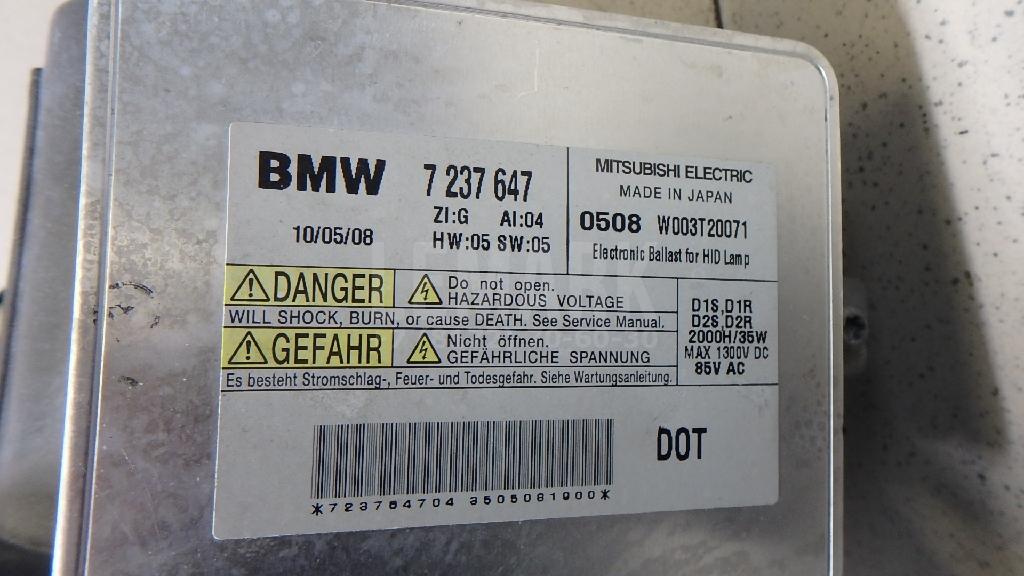 BMW 7 237 647
ZI:G AI:04
10/05/08 HW:05 SW:05
MITSUBISHI ELECTRIC
MADE IN JAPAN
0508 W003T20071
Electronic Ballast for HID Lamp
DANGER
Do not open.
HAZARDOUS VOLTAGE
WILL SHOCK, BURN, or cause DEATH. See Service Manual.
GEFAHR
Nicht öffnen.
GEFÄHRLICHE SPANNUNG
Es besteht Stromschlag-, Feuer- und Todesgefahr. Siehe Wartungsanleitung.
D1S,D1R
D2S,D2R
2000H/35W
MAX 1300V DC
85V AC
DOT
*723764704 3505081900*